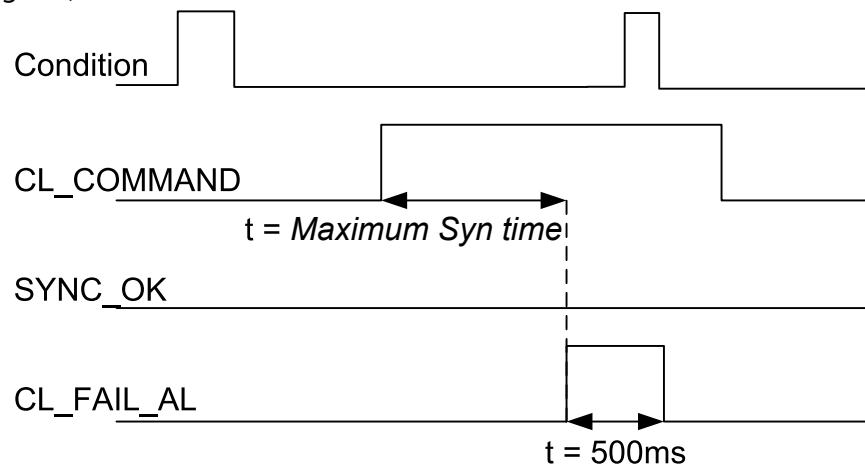 Condition
CL_COMMAND
t = Maximum Syn time
SYNC_OK
CL_FAIL_AL
t = 500ms